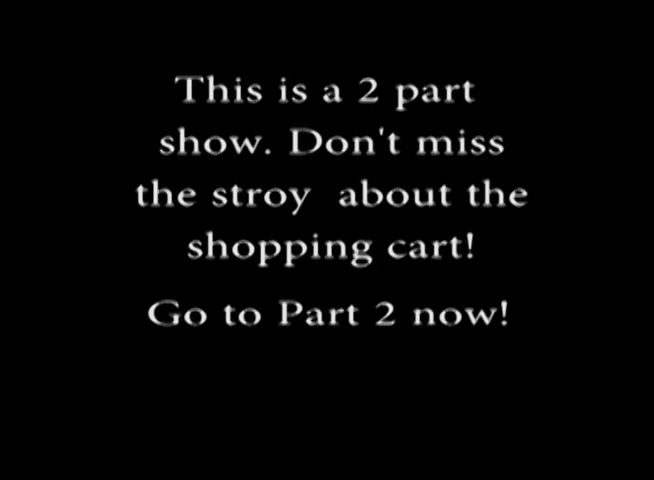 This is a 2 part
show. Don't miss
the stroy  about the
shopping cart!
Go to Part 2 now!